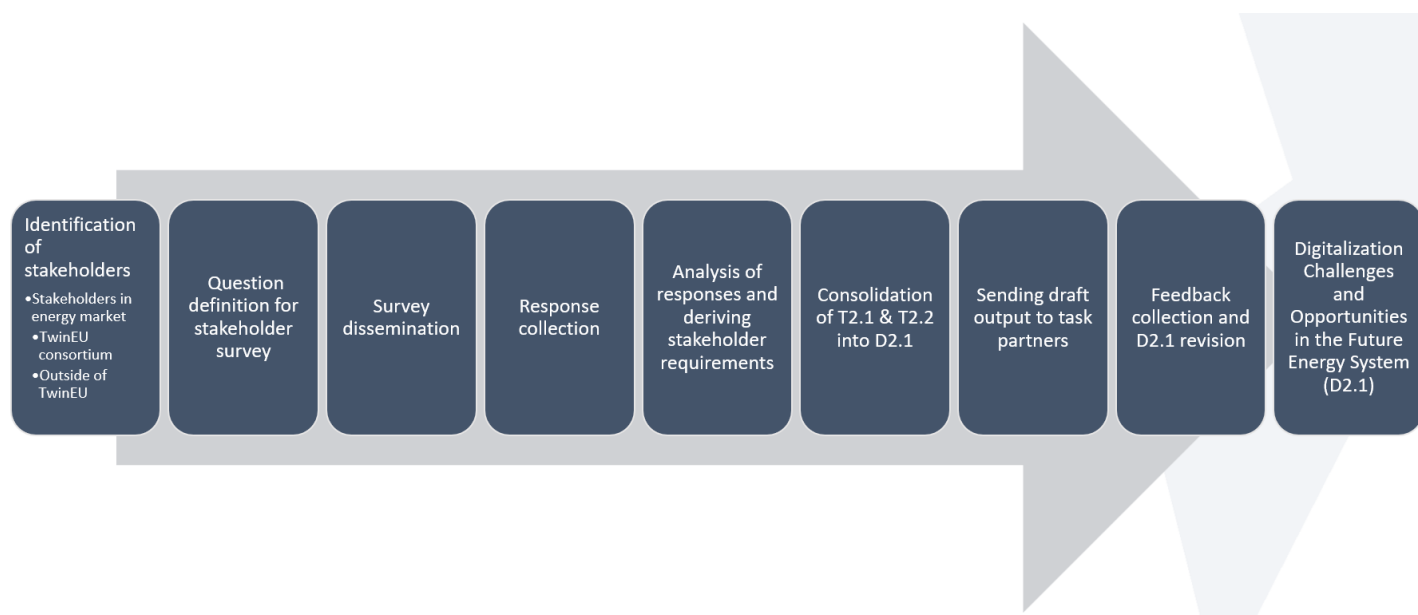 Identification
of
stakeholders
•Stakeholders in
energy market
•TwinEU
consortium
•Outside of
TwinEU
Question
definition for
stakeholder
survey
Survey
dissemination
Response
collection
Analysis of
responses and
deriving
stakeholder
requirements
Consolidation
of T2.1 & T2.2
into D2.1
Sending draft
output to task
partners
Feedback
collection and
D2.1 revision
Digitalization
Challenges
and
Opportunities
in the Future
Energy System
(D2.1)